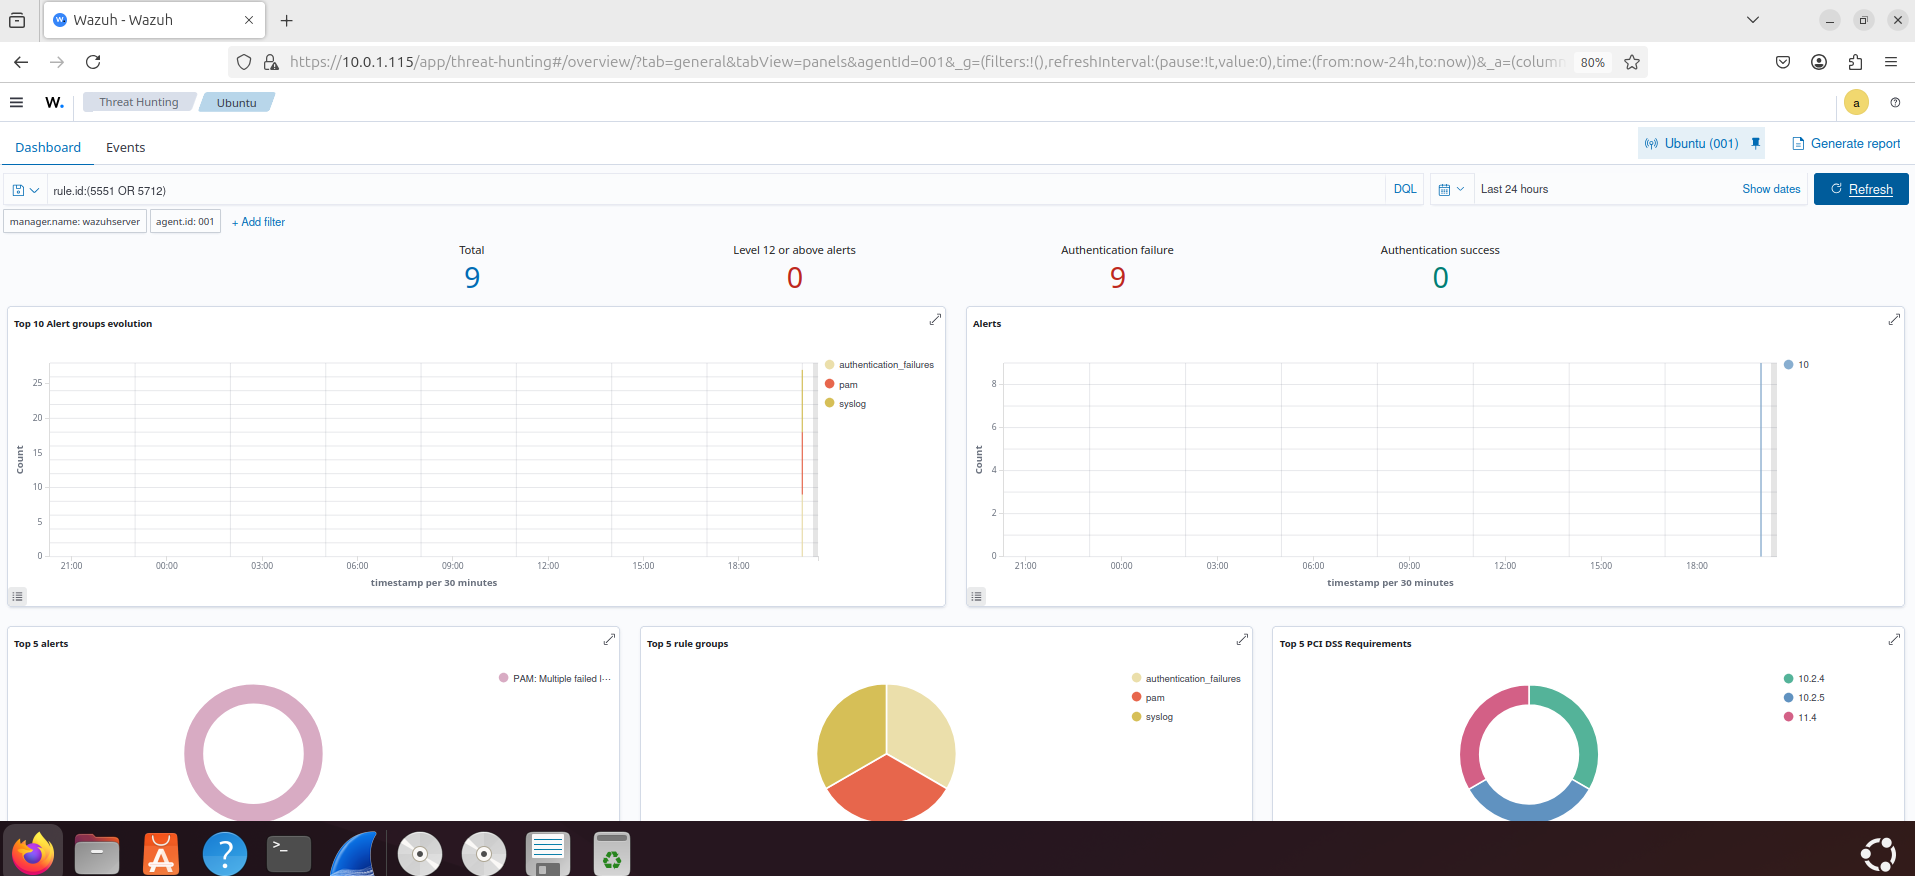 Wazuh - Wazuh
https://10.0.1.115/app/threat-hunting#/overview/?tab=general&tabView=panels&agentId=001&_g=(filters:!(),refreshInterval:(pause:!t,value:0),time:(from:now-24h,to:now))&_a=(column
80%
W.
Threat Hunting
Ubuntu
a
Dashboard
Events
Ubuntu (001)
Generate report
rule.id:(5551 OR 5712)
DQL
Last 24 hours
Show dates
Refresh
manager.name: wazuhserver
agent.id: 001
+ Add filter
Total
9
Level 12 or above alerts
0
Authentication failure
9
Authentication success
0
Top 10 Alert groups evolution
25
20
15
10
5
0
Count
21:00 00:00 03:00 06:00 09:00 12:00 15:00 18:00
timestamp per 30 minutes
authentication_failures
pam
syslog
Alerts
8
6
4
2
0
Count
21:00 00:00 03:00 06:00 09:00 12:00 15:00 18:00
timestamp per 30 minutes
10
Top 5 alerts
PAM: Multiple failed l...
Top 5 rule groups
authentication_failures
pam
syslog
Top 5 PCI DSS Requirements
10.2.4
10.2.5
11.4